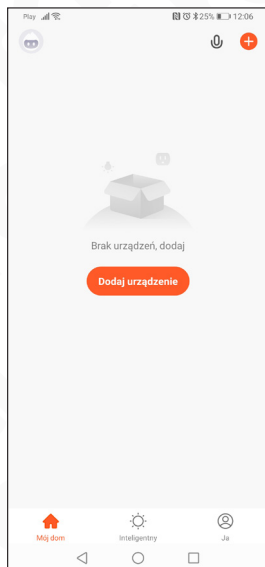 Play 25% 12:06
Brak urządzeń, dodaj
Dodaj urządzenie
Mój dom Inteligentny Ja